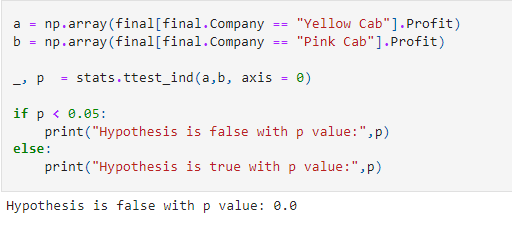 a = np.array(final[final.Company == "Yellow Cab"].Profit)
b = np.array(final[final.Company == "Pink Cab"].Profit)
_, p  = stats.ttest_ind(a,b, axis = 0)
if p < 0.05:
    print("Hypothesis is false with p value:",p)
else:
    print("Hypothesis is true with p value:",p)
Hypothesis is false with p value: 0.0